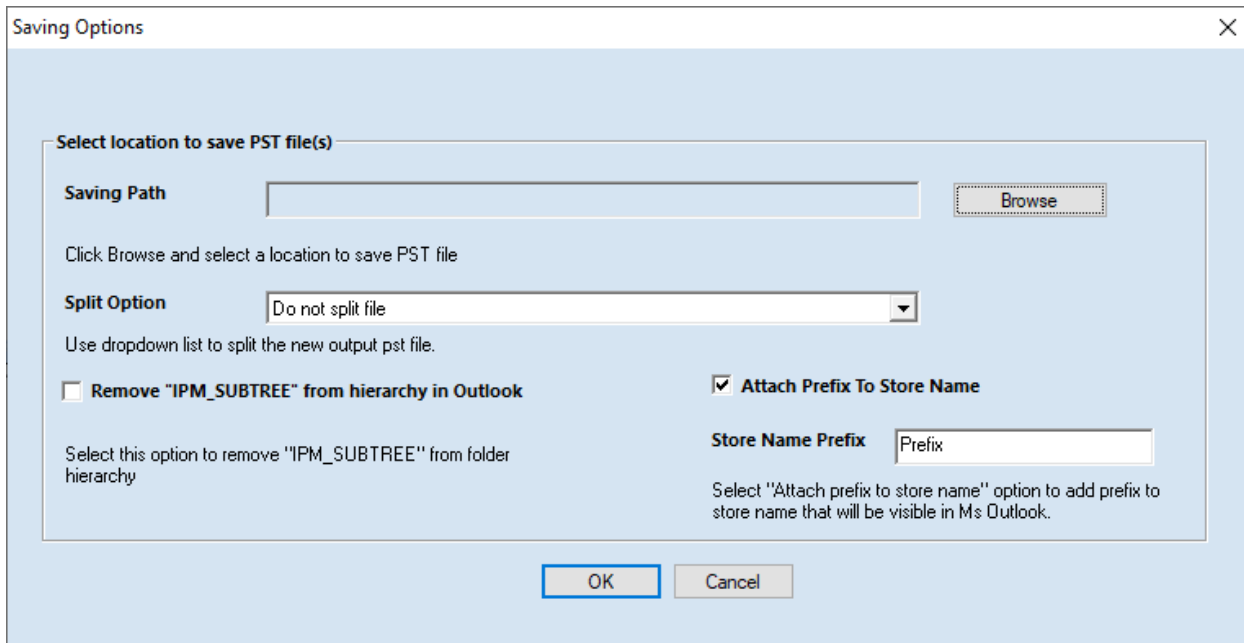 Saving Options
Select location to save PST file(s)
Saving Path
Browse
Click Browse and select a location to save PST file
Split Option
Do not split file
Use dropdown list to split the new output pst file.
Remove "IPM_SUBTREE" from hierarchy in Outlook
Attach Prefix To Store Name
Select this option to remove "IPM_SUBTREE" from folder
hierarchy
Store Name Prefix
Prefix
Select "Attach prefix to store name" option to add prefix to
store name that will be visible in Ms Outlook.
OK
Cancel